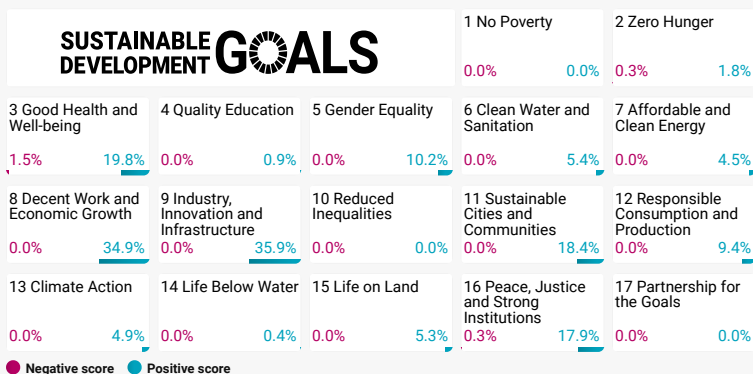 SUSTAINABLE
DEVELOPMENT
GOALS
1 No Poverty
0.0% 0.0%
2 Zero Hunger
0.3% 1.8%
3 Good Health and
Well-being
1.5% 19.8%
4 Quality Education
0.0% 0.9%
5 Gender Equality
0.0% 10.2%
6 Clean Water and
Sanitation
0.0% 5.4%
7 Affordable and
Clean Energy
0.0% 4.5%
8 Decent Work and
Economic Growth
0.0% 34.9%
9 Industry,
Innovation and
Infrastructure
0.0% 35.9%
10 Reduced
Inequalities
0.0% 0.0%
11 Sustainable
Cities and
Communities
0.0% 18.4%
12 Responsible
Consumption and
Production
0.0% 9.4%
13 Climate Action
0.0% 4.9%
14 Life Below Water
0.0% 0.4%
15 Life on Land
0.0% 5.3%
16 Peace, Justice
and Strong
Institutions
0.3% 17.9%
17 Partnership for
the Goals
0.0% 0.0%
Negative score Positive score